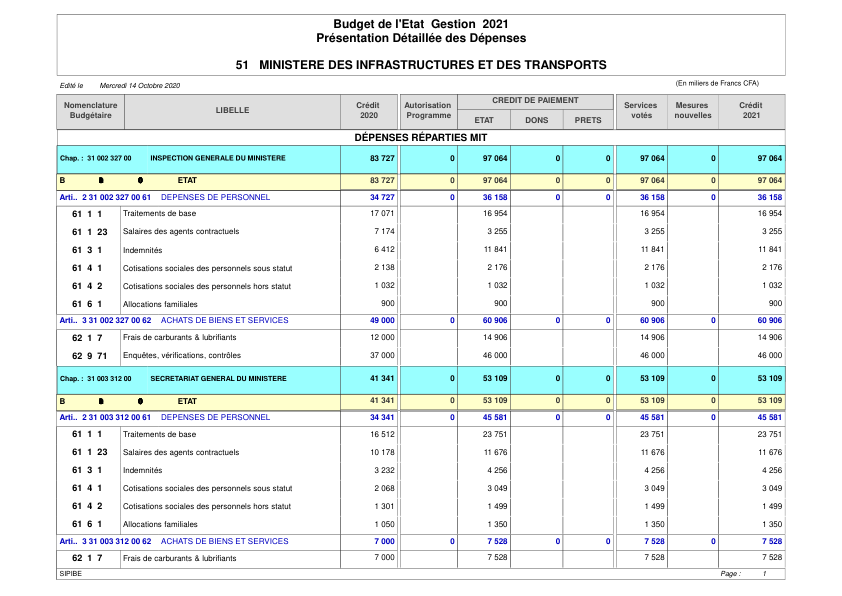 Budget de l'Etat Gestion 2021
Présentation Détaillée des Dépenses
51 MINISTERE DES INFRASTRUCTURES ET DES TRANSPORTS
Edité le Mercredi 14 Octobre 2020 (En miliers de Francs CFA)
Nomenclature Budgétaire LIBELLE Crédit 2020 Autorisation Programme CREDIT DE PAIEMENT ETAT DONS PRETS Services votés Mesures nouvelles Crédit 2021
DÉPENSES RÉPARTIES MIT
Chap. : 31 002 327 00 INSPECTION GENERALE DU MINISTERE 83 727 0 97 064 0 0 97 064 0 97 064
B ETAT 83 727 0 97 064 0 0 97 064 0 97 064
Arti.. 2 31 002 327 00 61 DEPENSES DE PERSONNEL 34 727 0 36 158 0 0 36 158 0 36 158
61 1 1 Traitements de base 17 071 16 954 16 954 16 954
61 1 23 Salaires des agents contractuels 7 174 3 255 3 255 3 255
61 3 1 Indemnités 6 412 11 841 11 841 11 841
61 4 1 Cotisations sociales des personnels sous statut 2 138 2 176 2 176 2 176
61 4 2 Cotisations sociales des personnels hors statut 1 032 1 032 1 032 1 032
61 6 1 Allocations familiales 900 900 900 900
Arti.. 3 31 002 327 00 62 ACHATS DE BIENS ET SERVICES 49 000 0 60 906 0 0 60 906 0 60 906
62 1 7 Frais de carburants & lubrifiants 12 000 14 906 14 906 14 906
62 9 71 Enquêtes, vérifications, contrôles 37 000 46 000 46 000 46 000
Chap. : 31 003 312 00 SECRETARIAT GENERAL DU MINISTERE 41 341 0 53 109 0 0 53 109 0 53 109
B ETAT 41 341 0 53 109 0 0 53 109 0 53 109
Arti.. 2 31 003 312 00 61 DEPENSES DE PERSONNEL 34 341 0 45 581 0 0 45 581 0 45 581
61 1 1 Traitements de base 16 512 23 751 23 751 23 751
61 1 23 Salaires des agents contractuels 10 178 11 676 11 676 11 676
61 3 1 Indemnités 3 232 4 256 4 256 4 256
61 4 1 Cotisations sociales des personnels sous statut 2 068 3 049 3 049 3 049
61 4 2 Cotisations sociales des personnels hors statut 1 301 1 499 1 499 1 499
61 6 1 Allocations familiales 1 050 1 350 1 350 1 350
Arti.. 3 31 003 312 00 62 ACHATS DE BIENS ET SERVICES 7 000 0 7 528 0 0 7 528 0 7 528
62 1 7 Frais de carburants & lubrifiants 7 000 7 528 7 528 7 528
SIPIBE Page : 1